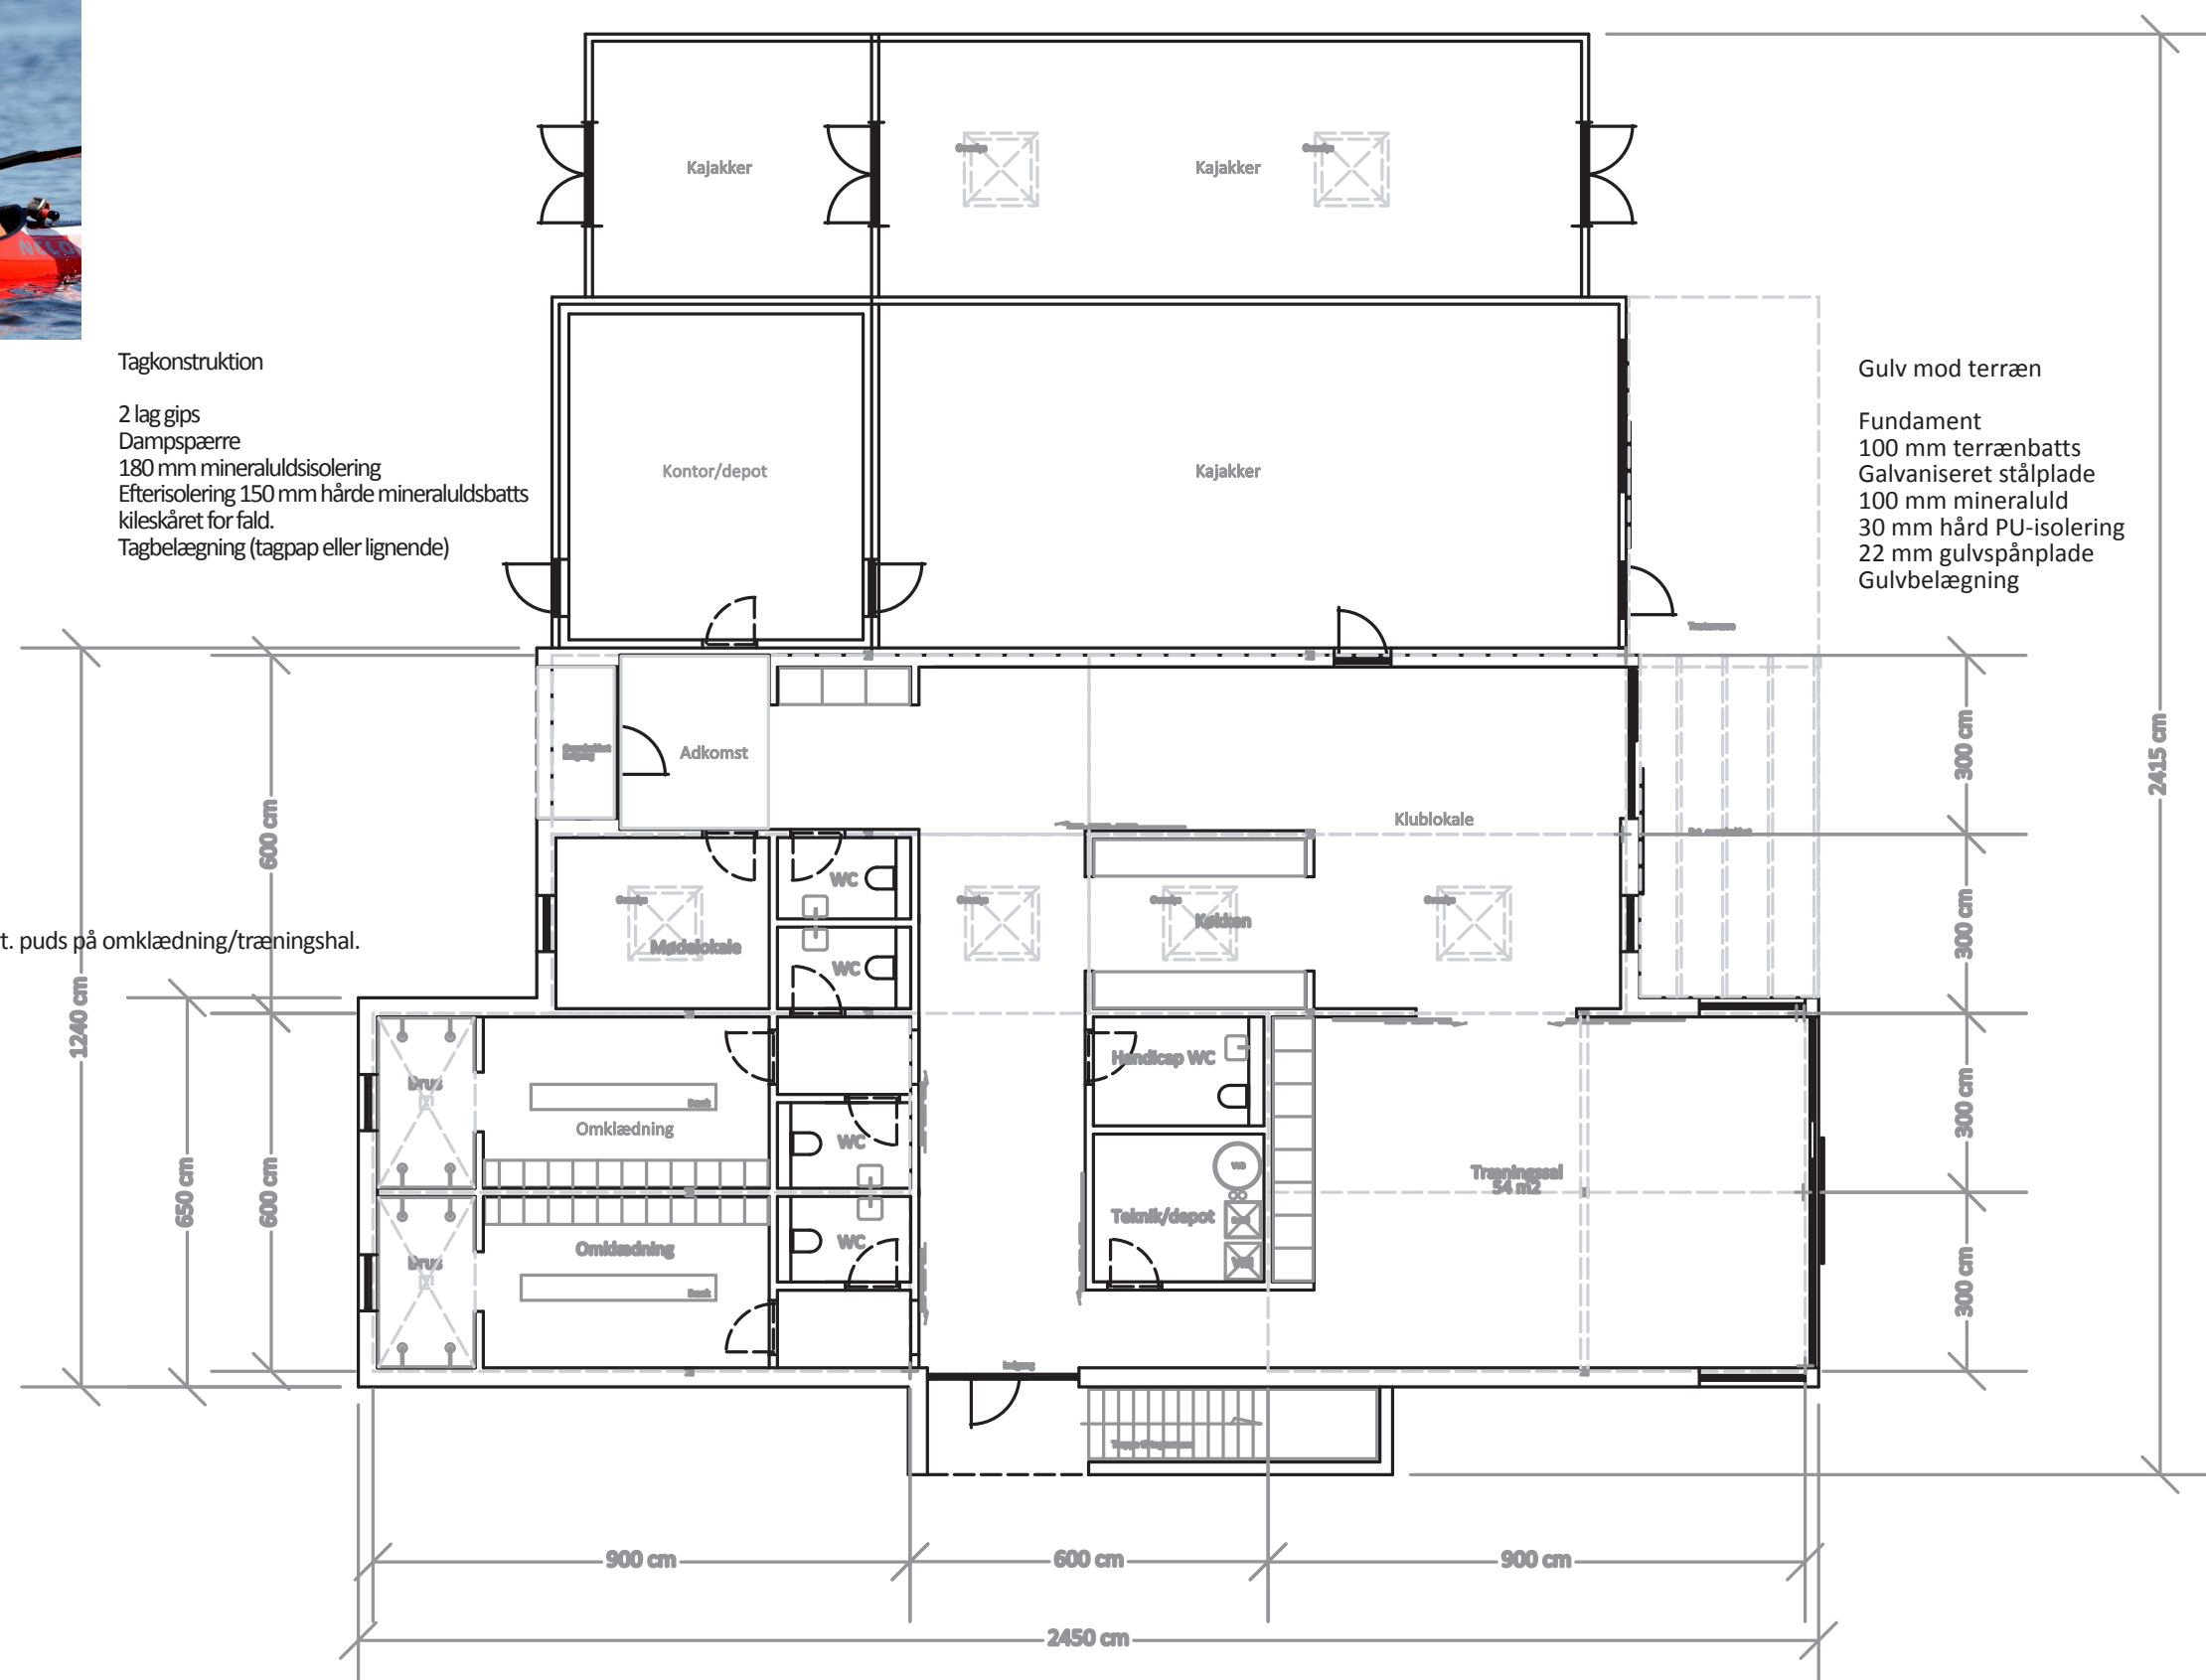 Kajakker
Kajakker
Tagkonstruktion
2 lag gips
Dampspærre
180 mm mineraluldsisolering
Efterisolering 150 mm hårde mineraluldsbatts
kileskåret for fald.
Tagbelægning (tagpap eller lignende)
Kontor/depot
Kajakker
Gulv mod terræn
Fundament
100 mm terrænbatts
Galvaniseret stålplade
100 mm mineraluld
30 mm hård PU-isolering
22 mm gulvspånplade
Gulvbelægning
Adkomst
Klublokale
WC
Køkken
Mødelokale
WC
t. puds på omklædning/træningshal.
Handicap WC
Brus
Bænk
Omklædning
WC
Træningssal
54 m2
Teknik/depot
WC
Omklædning
Brus
Bænk
Indgang
600 cm
1240 cm
650 cm
600 cm
300 cm
300 cm
300 cm
300 cm
2415 cm
900 cm
600 cm
900 cm
2450 cm